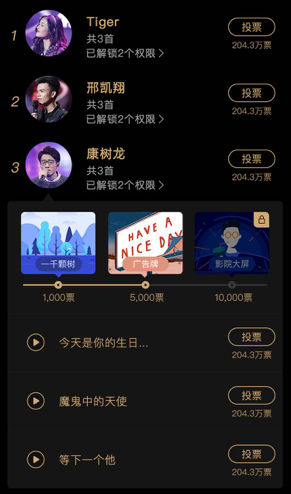 1
Tiger
共3首
已解锁2个权限
投票
204.3万票
2
邢凯翔
共3首
已解锁2个权限
投票
204.3万票
3
康树龙
共3首
已解锁2个权限
投票
204.3万票
HAVE A
NICE DAY
一千颗树
广告牌
影院大屏
1,000票
5,000票
10,000票
今天是你的生日...
投票
204.3万票
魔鬼中的天使
投票
204.3万票
等下一个他
投票
204.3万票